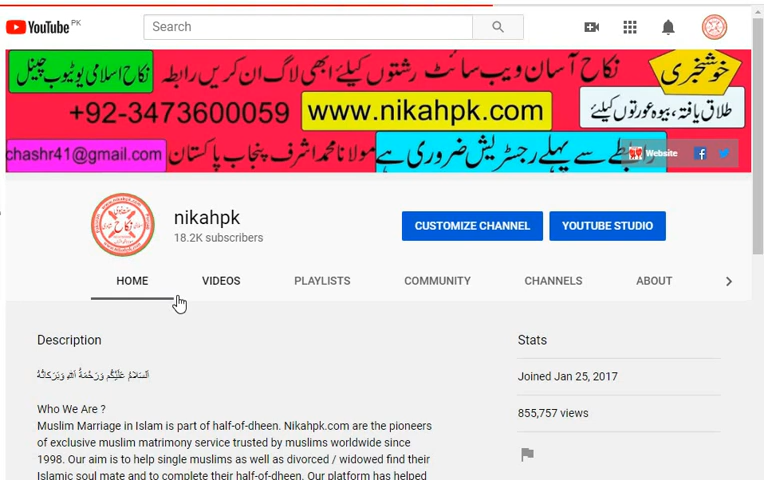 YouTube PK
Search
نکاح اسلامی یوٹیوب چینل
نکاح آسان ویب سائٹ رشتوں کیلئے ابھی لاگ ان کریں رابطہ
خوشخبری
+92-3473600059
www.nikahpk.com
طلاق یافتہ، بیوہ عورتوں کیلئے
chashr41@gmail.com
مولانا محمد اشرف پنجاب پاکستان
رابطے سے پہلے رجسٹریشن ضروری ہے
Website
نکاح
nikahpk
18.2K subscribers
CUSTOMIZE CHANNEL
YOUTUBE STUDIO
HOME VIDEOS PLAYLISTS COMMUNITY CHANNELS ABOUT
Description
اَلسَلامُ عَلَيْكُم وَرَحْمَةُ اَللهِ وَبَرَكاتُهُ
Who We Are ?
Muslim Marriage in Islam is part of half-of-dheen. Nikahpk.com are the pioneers
of exclusive muslim matrimony service trusted by muslims worldwide since
1998. Our aim is to help single muslims as well as divorced / widowed find their
Islamic soul mate and to complete their half-of-dheen. Our platform has helped
Stats
Joined Jan 25, 2017
855,757 views